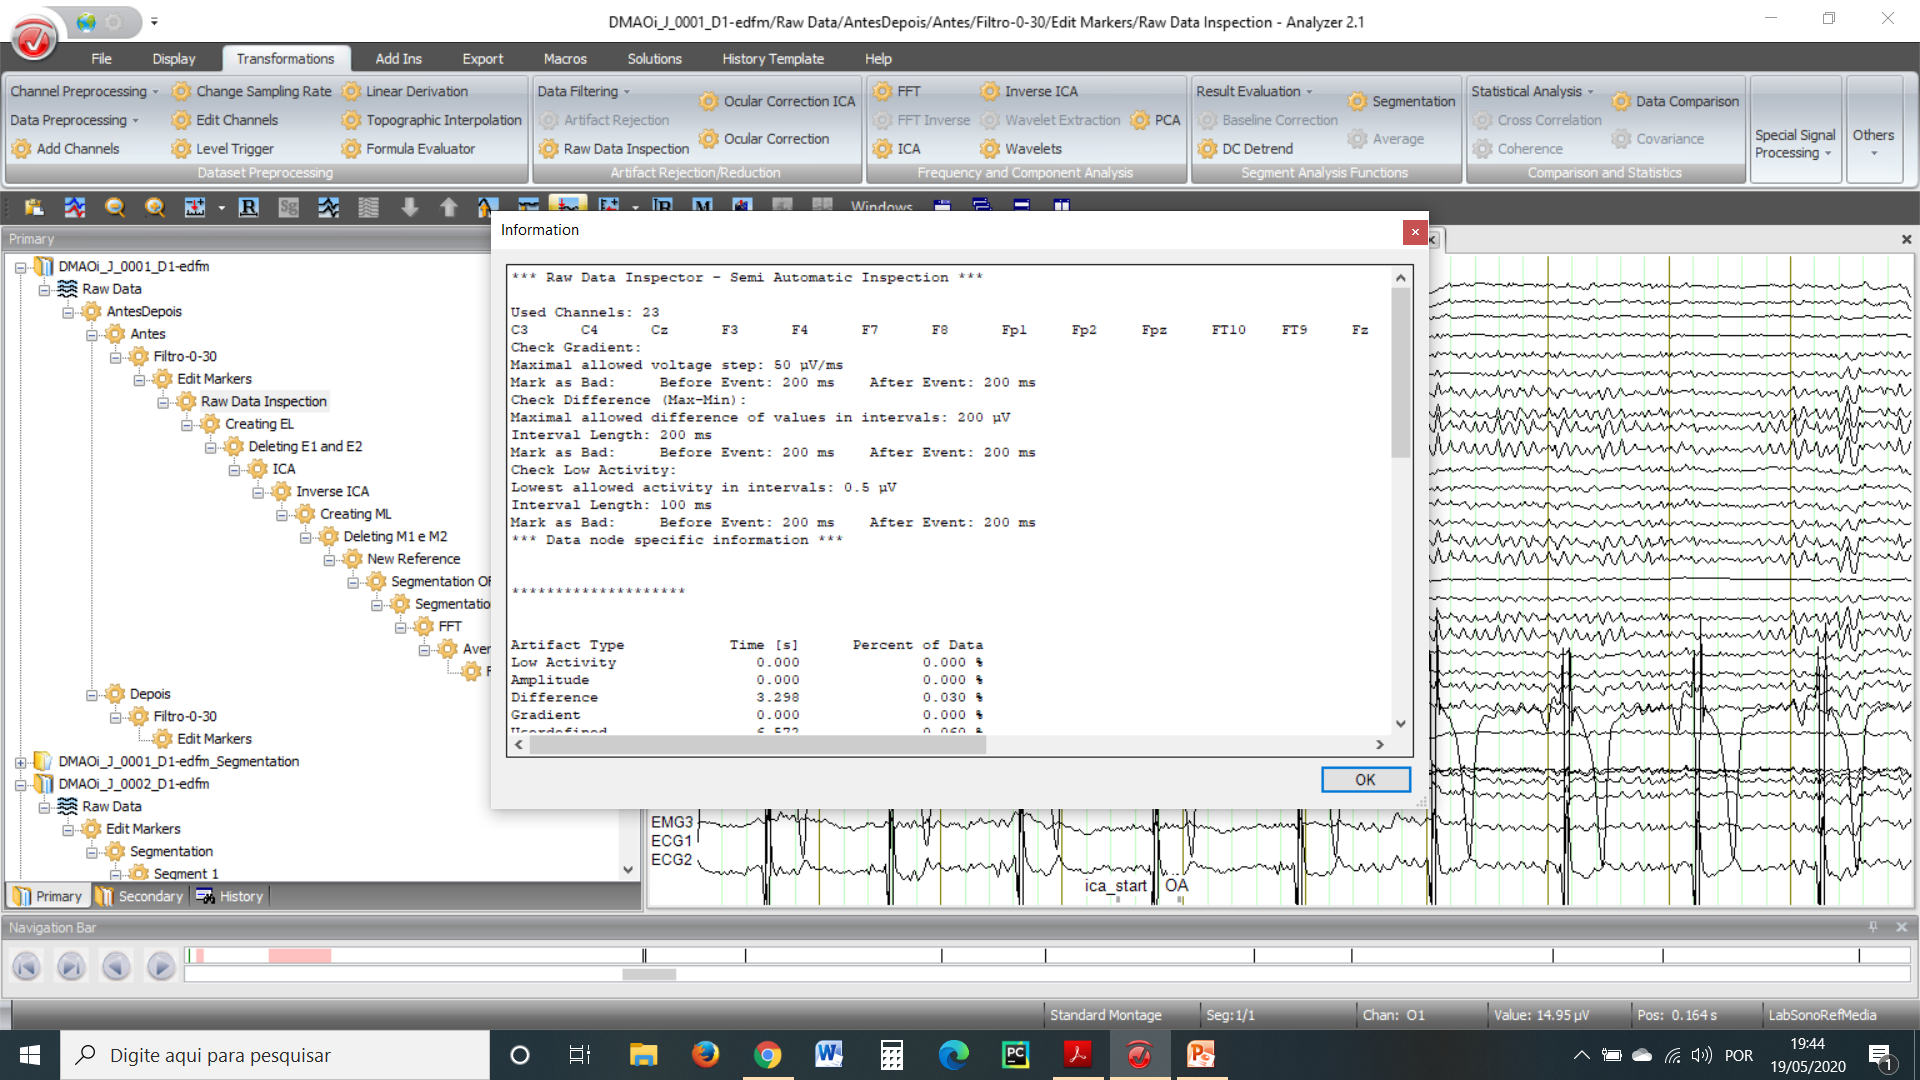 DMAOi_J_0001_D1-edfm/Raw Data/AntesDepois/Antes/Filtro-0-30/Edit Markers/Raw Data Inspection - Analyzer 2.1
File Display Transformations Add Ins Export Macros Solutions History Template Help
Channel Preprocessing Change Sampling Rate Linear Derivation
Data Preprocessing Edit Channels Topographic Interpolation
Add Channels Level Trigger Formula Evaluator
Dataset Preprocessing
Data Filtering Ocular Correction ICA
Artifact Rejection
Raw Data Inspection Ocular Correction
Artifact Rejection/Reduction
FFT Inverse ICA
FFT Inverse Wavelet Extraction PCA
ICA Wavelets
Frequency and Component Analysis
Result Evaluation Segmentation
Baseline Correction
DC Detrend Average
Segment Analysis Functions
Statistical Analysis Data Comparison
Cross Correlation
Coherence Covariance
Comparison and Statistics
Special Signal
Processing
Others
Windows
Primary
DMAOi_J_0001_D1-edfm
Raw Data
AntesDepois
Antes
Filtro-0-30
Edit Markers
Raw Data Inspection
Creating EL
Deleting E1 and E2
ICA
Inverse ICA
Creating ML
Deleting M1 e M2
New Reference
Segmentation
Segmentatio
FFT
Aver
Depois
Filtro-0-30
Edit Markers
DMAOi_J_0001_D1-edfm_Segmentation
DMAOi_J_0002_D1-edfm
Raw Data
Edit Markers
Segmentation
Segment 1
Primary Secondary History
Information
*** Raw Data Inspector - Semi Automatic Inspection ***
Used Channels: 23
C3 C4 Cz F3 F4 F7 F8 Fp1 Fp2 Fpz FT10 FT9 Fz
Check Gradient:
Maximal allowed voltage step: 50 µV/ms
Mark as Bad: Before Event: 200 ms After Event: 200 ms
Check Difference (Max-Min):
Maximal allowed difference of values in intervals: 200 µV
Interval Length: 200 ms
Mark as Bad: Before Event: 200 ms After Event: 200 ms
Check Low Activity:
Lowest allowed activity in intervals: 0.5 µV
Interval Length: 100 ms
Mark as Bad: Before Event: 200 ms After Event: 200 ms
*** Data node specific information ***
********************
Artifact Type Time [s] Percent of Data
Low Activity 0.000 0.000 %
Amplitude 0.000 0.000 %
Difference 3.298 0.030 %
Gradient 0.000 0.000 %
Userdefined 6.572 0.060 %
OK
EMG3
ECG1
ECG2
ica_start OA
Navigation Bar
Standard Montage Seg:1/1 Chan: O1 Value: 14.95 µV Pos: 0.164 s LabSonoRefMedia
Digite aqui para pesquisar
POR
19:44
19/05/2020
1